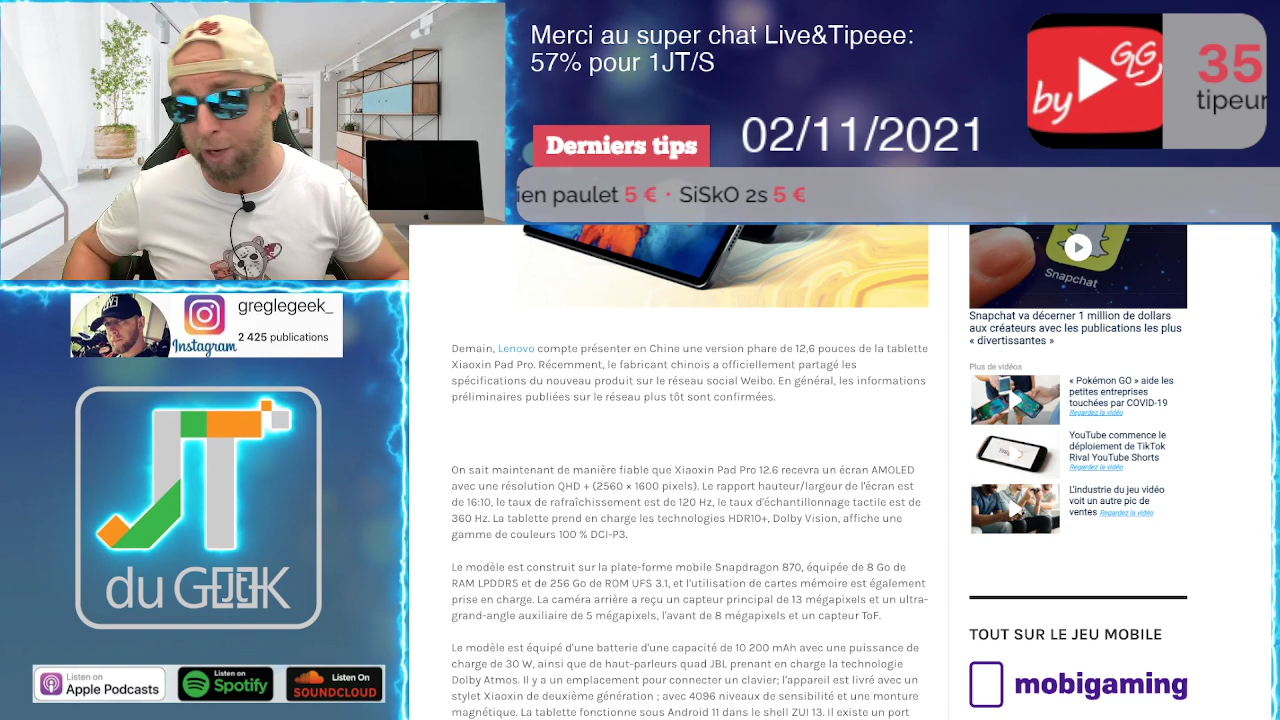 Merci au super chat Live&Tipeee:
57% pour 1JT/S
by GLG
35
tipeur
Derniers tips
02/11/2021
ien paulet 5 € · SiSkO 2s 5 €
greglegeek_
2 425 publications
Instagram
JT
du GEEK
Listen on
Apple Podcasts
Listen on
Spotify
Listen On
SOUNDCLOUD
Demain, Lenovo compte présenter en Chine une version phare de 12,6 pouces de la tablette
Xiaoxin Pad Pro. Récemment, le fabricant chinois a officiellement partagé les
spécifications du nouveau produit sur le réseau social Weibo. En général, les informations
préliminaires publiées sur le réseau plus tôt sont confirmées.
On sait maintenant de manière fiable que Xiaoxin Pad Pro 12.6 recevra un écran AMOLED
avec une résolution QHD + (2560 × 1600 pixels). Le rapport hauteur/largeur de l'écran est
de 16:10, le taux de rafraîchissement est de 120 Hz, le taux d'échantillonnage tactile est de
360 Hz. La tablette prend en charge les technologies HDR10+, Dolby Vision, affiche une
gamme de couleurs 100 % DCI-P3.
Le modèle est construit sur la plate-forme mobile Snapdragon 870, équipée de 8 Go de
RAM LPDDR5 et de 256 Go de ROM UFS 3.1, et l'utilisation de cartes mémoire est également
prise en charge. La caméra arrière a reçu un capteur principal de 13 mégapixels et un ultra-
grand-angle auxiliaire de 5 mégapixels, l'avant de 8 mégapixels et un capteur ToF.
Le modèle est équipé d'une batterie d'une capacité de 10 200 mAh avec une puissance de
charge de 30 W, ainsi que de haut-parleurs quad JBL prenant en charge la technologie
Dolby Atmos. Il y a un emplacement pour connecter un clavier; l'appareil est livré avec un
stylet Xiaoxin de deuxième génération ; avec 4096 niveaux de sensibilité et une monture
magnétique. La tablette fonctionne sous Android 11 dans le shell ZUI 13. Il existe un port
Snapchat
Snapchat va décerner 1 million de dollars
aux créateurs avec les publications les plus
« divertissantes »
Plus de vidéos
« Pokémon GO » aide les
petites entreprises
touchées par COVID-19
Regardez la vidéo
YouTube commence le
déploiement de TikTok
Rival YouTube Shorts
Regardez la vidéo
L'industrie du jeu vidéo
voit un autre pic de
ventes Regardez la vidéo
TOUT SUR LE JEU MOBILE
mobigaming